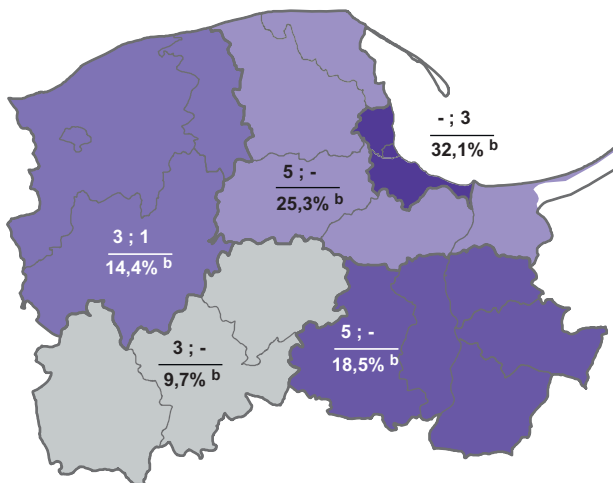 - ; 3
32,1% b
5 ; -
25,3% b
3 ; 1
14,4% b
3 ; -
9,7% b
5 ; -
18,5% b